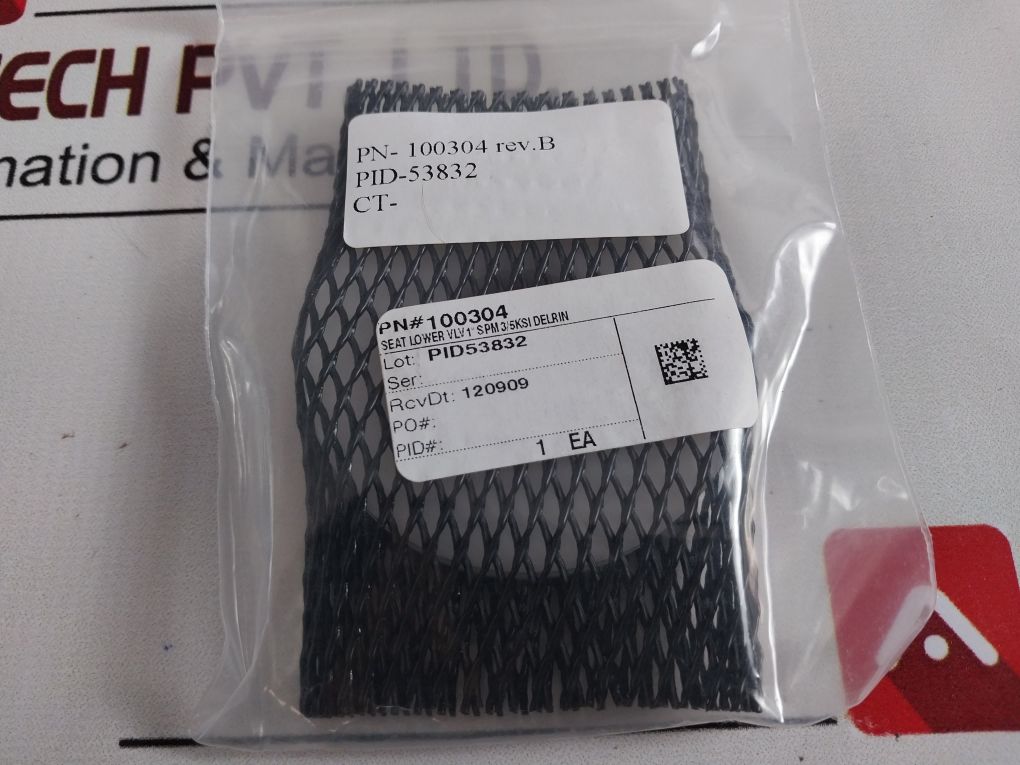 ECH PVT LTD.
mation & Ma
PN- 100304 rev.B
PID-53832
CT-
PN#100304
SEAT LOWER VLV 1" SPM 3/5KSI DELRIN
Lot: PID53832
Ser:
RcvDt: 120909
PO#:
PID#:
1 EA